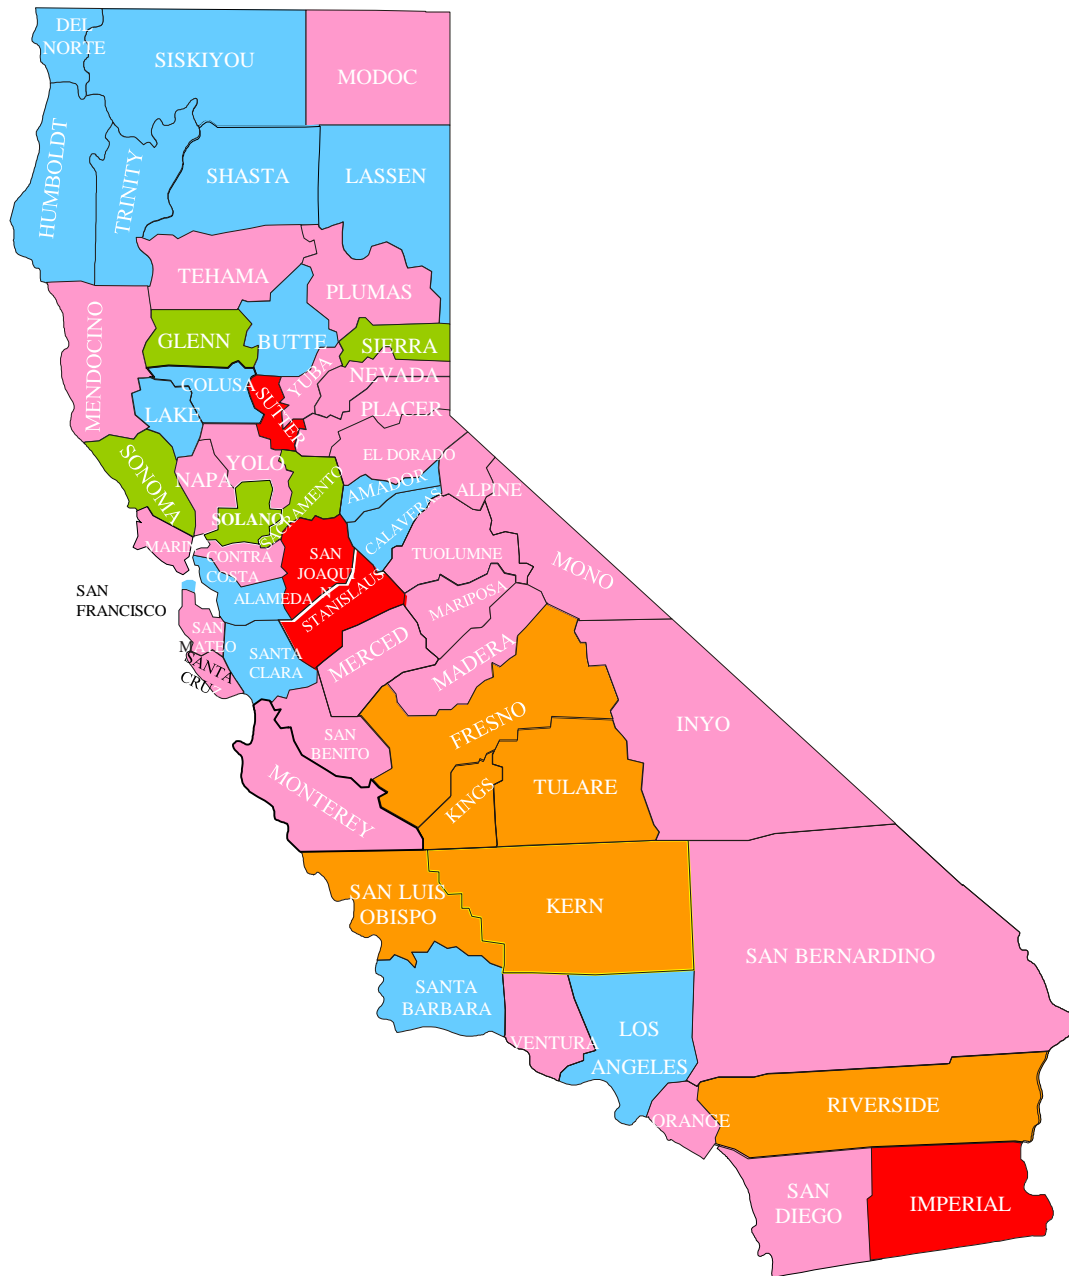 DEL
NORTE
SISKIYOU
MODOC
HUMBOLDT
TRINITY
SHASTA
LASSEN
TEHAMA
PLUMAS
MENDOCINO
GLENN
BUTTE
SIERRA
COLUSA
LAKE
SUTTER
YUBA
NEVADA
PLACER
SONOMA
NAPA
YOLO
EL DORADO
SACRAMENTO
AMADOR
ALPINE
SOLANO
CALAVERAS
MARIN
CONTRA
COSTA
SAN
JOAQUI
N
TUOLUMNE
MONO
SAN
FRANCISCO
ALAMEDA
STANISLAUS
MARIPOSA
SAN
MATEO
M
SANTA
CLARA
MERCED
MADERA
SANTA
CRUZ
FRESNO
INYO
SAN
BENITO
MONTEREY
KINGS
TULARE
SAN LUIS
OBISPO
KERN
SAN BERNARDINO
SANTA
BARBARA
VENTURA
LOS
ANGELES
RIVERSIDE
ORANGE
SAN
DIEGO
IMPERIAL